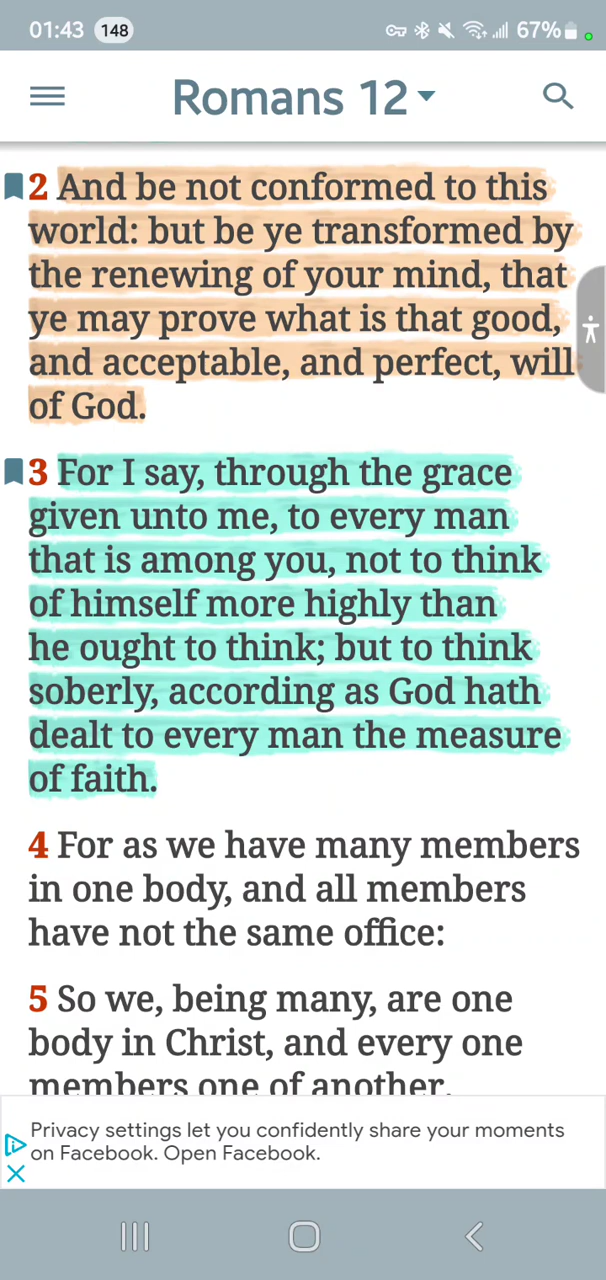 01:43 148 67%
Romans 12
2 And be not conformed to this
world: but be ye transformed by
the renewing of your mind, that
ye may prove what is that good,
and acceptable, and perfect, will
of God.
3 For I say, through the grace
given unto me, to every man
that is among you, not to think
of himself more highly than
he ought to think; but to think
soberly, according as God hath
dealt to every man the measure
of faith.
4 For as we have many members
in one body, and all members
have not the same office:
5 So we, being many, are one
body in Christ, and every one
members one of another.
Privacy settings let you confidently share your moments
on Facebook. Open Facebook.